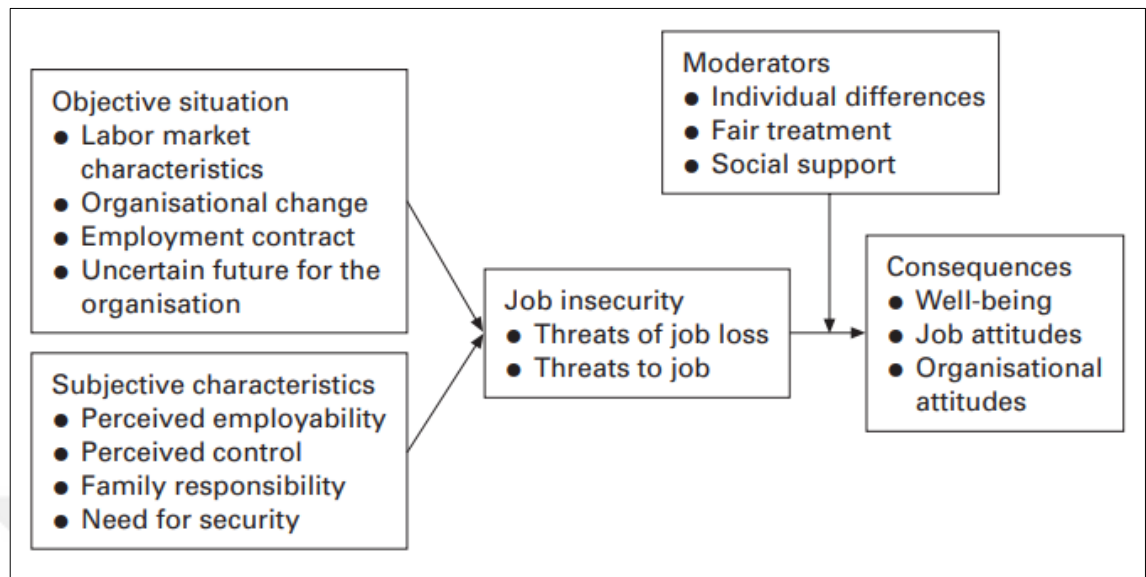 Objective situation
● Labor market
characteristics
● Organisational change
● Employment contract
● Uncertain future for the
organisation
Subjective characteristics
● Perceived employability
● Perceived control
● Family responsibility
● Need for security
Job insecurity
● Threats of job loss
● Threats to job
Moderators
● Individual differences
● Fair treatment
● Social support
Consequences
● Well-being
● Job attitudes
● Organisational
attitudes